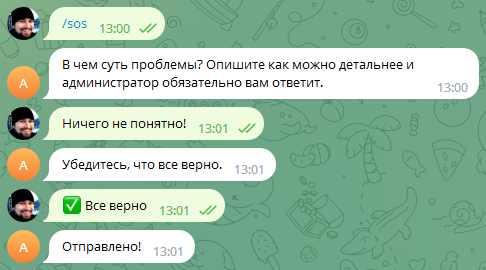 /sos
13:00
В чем суть проблемы? Опишите как можно детальнее и
администратор обязательно вам ответит.
13:00
Ничего не понятно!
13:01
А
Убедитесь, что все верно.
13:01
✅ Все верно
13:01
А
Отправлено!
13:01
А